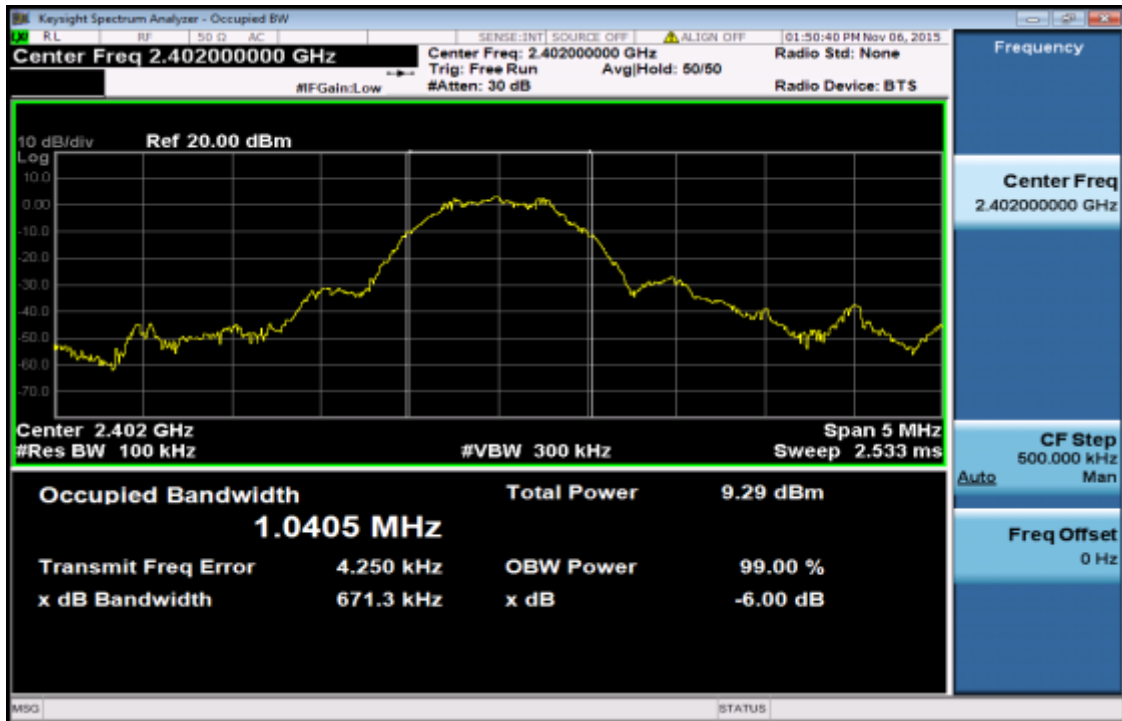 Keysight Spectrum Analyzer - Occupied BW
RL RF 50 Ω AC SENSE:INT SOURCE OFF ALIGN OFF 01:50:40 PM Nov 06, 2015
Center Freq 2.402000000 GHz
Center Freq: 2.402000000 GHz Radio Std: None
Trig: Free Run Avg|Hold: 50/50
#IFGain:Low #Atten: 30 dB Radio Device: BTS
Frequency
10 dB/div Ref 20.00 dBm
Log
10.0
0.00
-10.0
-20.0
-30.0
-40.0
-50.0
-60.0
-70.0
Center 2.402 GHz Span 5 MHz
#Res BW 100 kHz #VBW 300 kHz Sweep 2.533 ms
Occupied Bandwidth Total Power 9.29 dBm
1.0405 MHz
Transmit Freq Error 4.250 kHz OBW Power 99.00 %
x dB Bandwidth 671.3 kHz x dB -6.00 dB
Center Freq
2.402000000 GHz
CF Step
500.000 kHz
Auto Man
Freq Offset
0 Hz
MSG STATUS